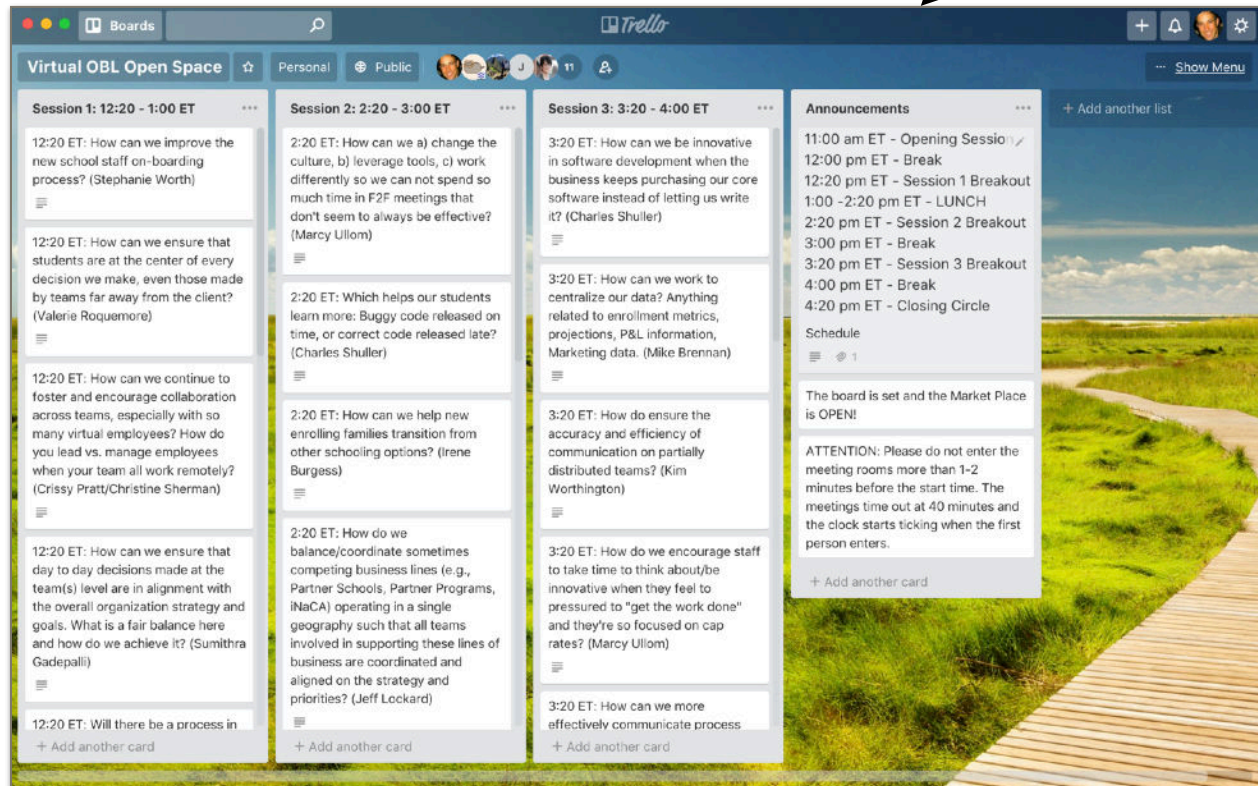 Boards
Trello
Virtual OBL Open Space
Personal
Public
J
11
Show Menu
Session 1: 12:20 - 1:00 ET
12:20 ET: How can we improve the
new school staff on-boarding
process? (Stephanie Worth)
12:20 ET: How can we ensure that
students are at the center of every
decision we make, even those made
by teams far away from the client?
(Valerie Roquemore)
12:20 ET: How can we continue to
foster and encourage collaboration
across teams, especially with so
many virtual employees? How do
you lead vs. manage employees
when your team all work remotely?
(Crissy Pratt/Christine Sherman)
12:20 ET: How can we ensure that
day to day decisions made at the
team(s) level are in alignment with
the overall organization strategy and
goals. What is a fair balance here
and how do we achieve it? (Sumithra
Gadepalli)
12:20 ET: Will there be a process in
+ Add another card
Session 2: 2:20 - 3:00 ET
2:20 ET: How can we a) change the
culture, b) leverage tools, c) work
differently so we can not spend so
much time in F2F meetings that
don't seem to always be effective?
(Marcy Ullom)
2:20 ET: Which helps our students
learn more: Buggy code released on
time, or correct code released late?
(Charles Shuller)
2:20 ET: How can we help new
enrolling families transition from
other schooling options? (Irene
Burgess)
2:20 ET: How do we
balance/coordinate sometimes
competing business lines (e.g.,
Partner Schools, Partner Programs,
iNaCA) operating in a single
geography such that all teams
involved in supporting these lines of
business are coordinated and
aligned on the strategy and
priorities? (Jeff Lockard)
+ Add another card
Session 3: 3:20 - 4:00 ET
3:20 ET: How can we be innovative
in software development when the
business keeps purchasing our core
software instead of letting us write
it? (Charles Shuller)
3:20 ET: How can we work to
centralize our data? Anything
related to enrollment metrics,
projections, P&L information,
Marketing data. (Mike Brennan)
3:20 ET: How do ensure the
accuracy and efficiency of
communication on partially
distributed teams? (Kim
Worthington)
3:20 ET: How do we encourage staff
to take time to think about/be
innovative when they feel to
pressured to "get the work done"
and they're so focused on cap
rates? (Marcy Ullom)
3:20 ET: How can we more
effectively communicate process
+ Add another card
Announcements
11:00 am ET - Opening Session
12:00 pm ET - Break
12:20 pm ET - Session 1 Breakout
1:00 -2:20 pm ET - LUNCH
2:20 pm ET - Session 2 Breakout
3:00 pm ET - Break
3:20 pm ET - Session 3 Breakout
4:00 pm ET - Break
4:20 pm ET - Closing Circle
Schedule
1
The board is set and the Market Place
is OPEN!
ATTENTION: Please do not enter the
meeting rooms more than 1-2
minutes before the start time. The
meetings time out at 40 minutes and
the clock starts ticking when the first
person enters.
+ Add another card
+ Add another list